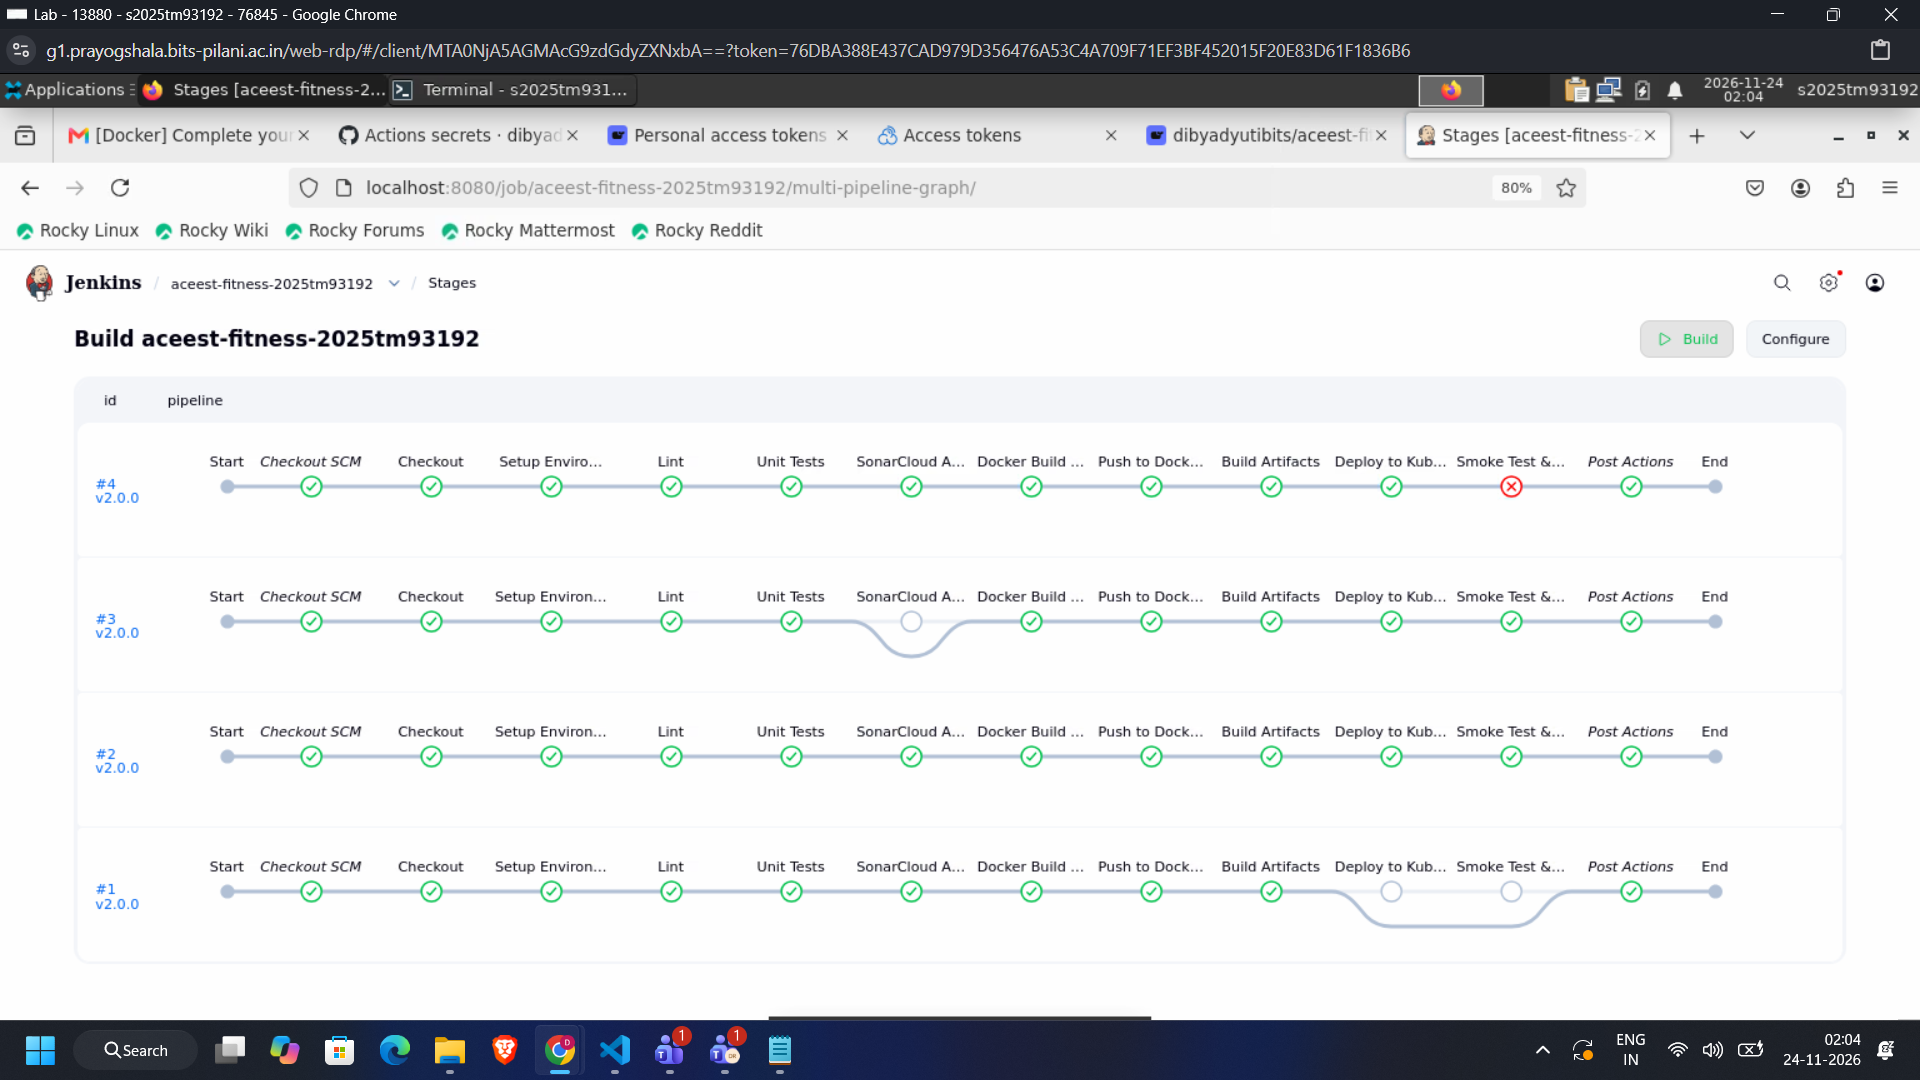 Lab - 13880 - s2025tm93192 - 76845 - Google Chrome
g1.prayogshala.bits-pilani.ac.in/web-rdp/#/client/MTA0NjA5AGMAcG9zdGdyZXNxbA==?token=76DBA388E437CAD979D356476A53C4A709F71EF3BF452015F20E83D61F1836B6
Applications Stages [aceest-fitness-2... Terminal - s2025tm931... 2026-11-24 s2025tm93192
02:04
[Docker] Complete your Actions secrets · dibyad Personal access tokens Access tokens dibyadyutibits/aceest-fi Stages [aceest-fitness-2
localhost:8080/job/aceest-fitness-2025tm93192/multi-pipeline-graph/ 80%
Rocky Linux Rocky Wiki Rocky Forums Rocky Mattermost Rocky Reddit
Jenkins / aceest-fitness-2025tm93192 / Stages
Build aceest-fitness-2025tm93192 Build Configure
id pipeline
Start Checkout SCM Checkout Setup Enviro... Lint Unit Tests SonarCloud A... Docker Build ... Push to Dock... Build Artifacts Deploy to Kub... Smoke Test &... Post Actions End
#4
v2.0.0
Start Checkout SCM Checkout Setup Environ... Lint Unit Tests SonarCloud A... Docker Build ... Push to Dock... Build Artifacts Deploy to Kub... Smoke Test &... Post Actions End
#3
v2.0.0
Start Checkout SCM Checkout Setup Environ... Lint Unit Tests SonarCloud A... Docker Build ... Push to Dock... Build Artifacts Deploy to Kub... Smoke Test &... Post Actions End
#2
v2.0.0
Start Checkout SCM Checkout Setup Environ... Lint Unit Tests SonarCloud A... Docker Build ... Push to Dock... Build Artifacts Deploy to Kub... Smoke Test &... Post Actions End
#1
v2.0.0
Search 1 1 ENG 02:04
IN 24-11-2026